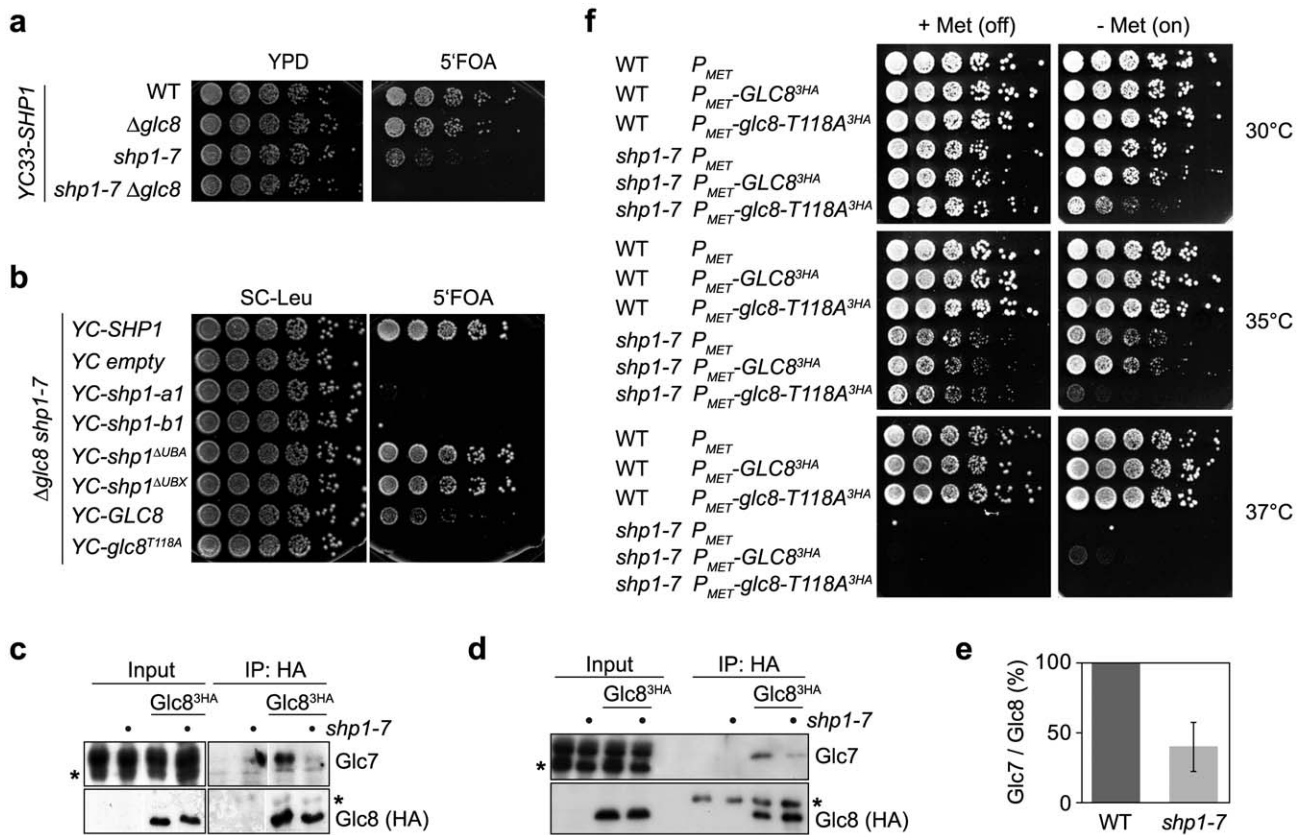 a
YPD 5'FOA
YC33-SHP1
WT
Δglc8
shp1-7
shp1-7 Δglc8
b
SC-Leu 5'FOA
Δglc8 shp1-7
YC-SHP1
YC empty
YC-shp1-a1
YC-shp1-b1
YC-shp1ΔUBA
YC-shp1ΔUBX
YC-GLC8
YC-glc8T118A
c
Input IP: HA
Glc83HA Glc83HA
• • • • shp1-7
Glc7
*
*
Glc8 (HA)
d
Input IP: HA
Glc83HA Glc83HA
• • • • shp1-7
Glc7
*
*
Glc8 (HA)
e
Glc7 / Glc8 (%)
100
50
0
WT shp1-7
f
+ Met (off) - Met (on)
WT PMET
WT PMET-GLC83HA
WT PMET-glc8-T118A3HA
shp1-7 PMET
shp1-7 PMET-GLC83HA
shp1-7 PMET-glc8-T118A3HA
30°C
WT PMET
WT PMET-GLC83HA
WT PMET-glc8-T118A3HA
shp1-7 PMET
shp1-7 PMET-GLC83HA
shp1-7 PMET-glc8-T118A3HA
35°C
WT PMET
WT PMET-GLC83HA
WT PMET-glc8-T118A3HA
shp1-7 PMET
shp1-7 PMET-GLC83HA
shp1-7 PMET-glc8-T118A3HA
37°C